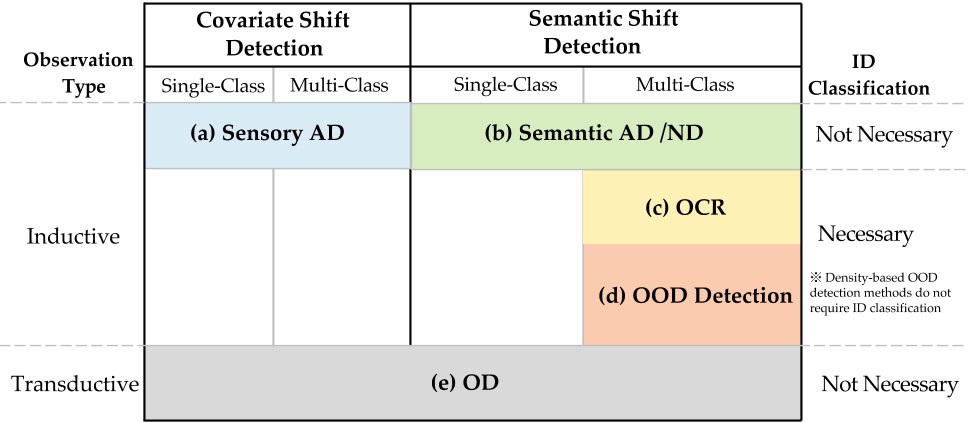 Observation
Type
Covariate Shift
Detection
Semantic Shift
Detection
ID
Classification
Single-Class
Multi-Class
Single-Class
Multi-Class
(a) Sensory AD
(b) Semantic AD /ND
Not Necessary
Inductive
(c) OCR
Necessary
(d) OOD Detection
※ Density-based OOD
detection methods do not
require ID classification
Transductive
(e) OD
Not Necessary